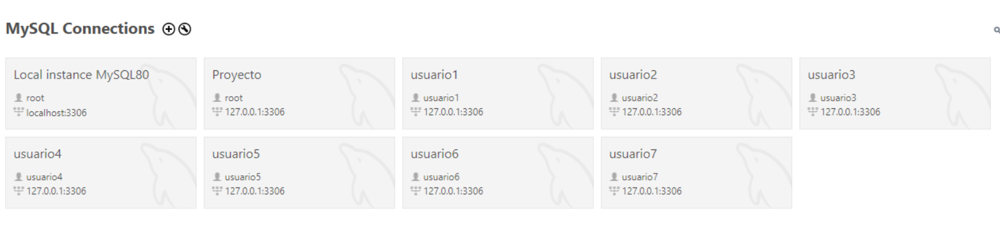 MySQL Connections
Local instance MySQL80
root
localhost:3306
Proyecto
root
127.0.0.1:3306
usuario1
usuario1
127.0.0.1:3306
usuario2
usuario2
127.0.0.1:3306
usuario3
usuario3
127.0.0.1:3306
usuario4
usuario4
127.0.0.1:3306
usuario5
usuario5
127.0.0.1:3306
usuario6
usuario6
127.0.0.1:3306
usuario7
usuario7
127.0.0.1:3306